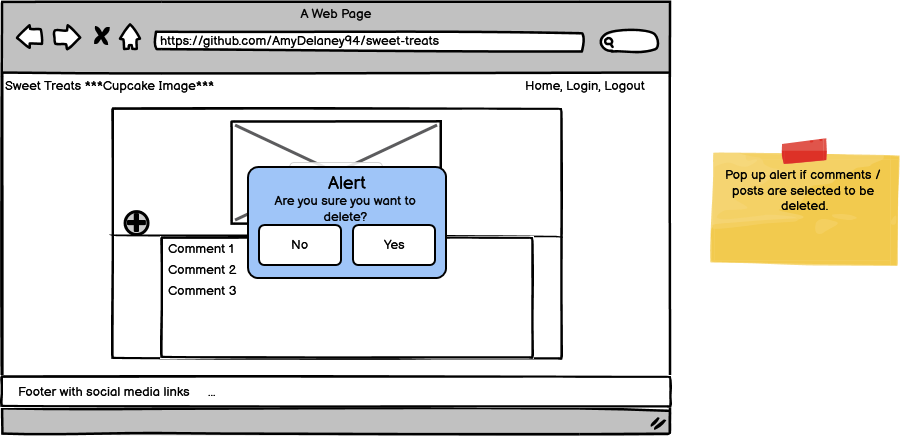 A Web Page
https://github.com/AmyDelaney94/sweet-treats
Sweet Treats ***Cupcake Image***
Home, Login, Logout
Alert
Are you sure you want to
delete?
No
Yes
Comment 1
Comment 2
Comment 3
Footer with social media links ...
Pop up alert if comments /
posts are selected to be
deleted.